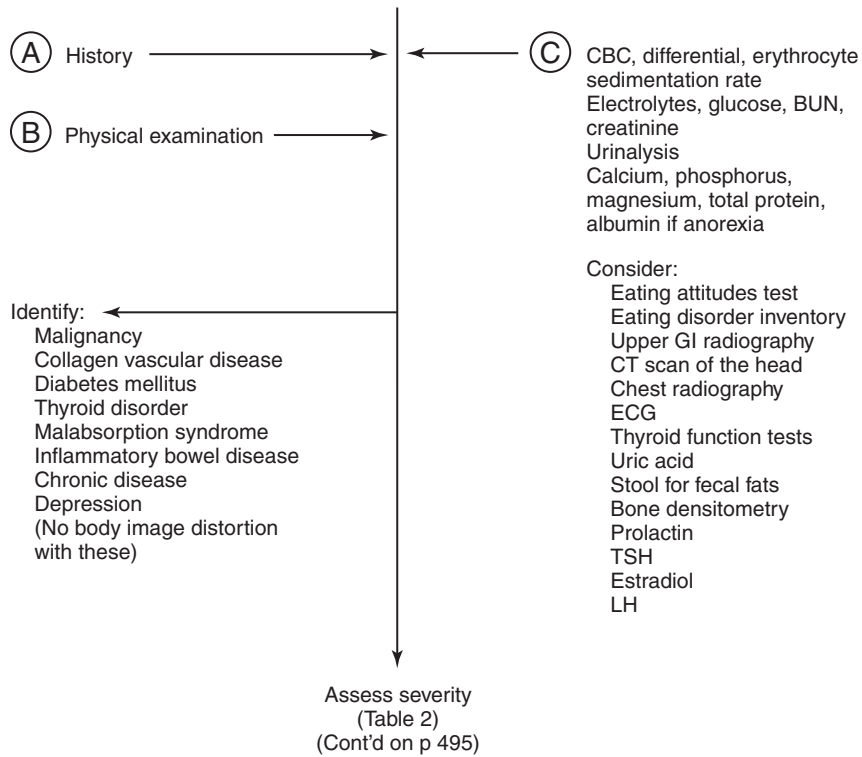 A History
B Physical examination
C CBC, differential, erythrocyte
sedimentation rate
Electrolytes, glucose, BUN,
creatinine
Urinalysis
Calcium, phosphorus,
magnesium, total protein,
albumin if anorexia
Consider:
Eating attitudes test
Eating disorder inventory
Upper GI radiography
CT scan of the head
Chest radiography
ECG
Thyroid function tests
Uric acid
Stool for fecal fats
Bone densitometry
Prolactin
TSH
Estradiol
LH
Identify:
Malignancy
Collagen vascular disease
Diabetes mellitus
Thyroid disorder
Malabsorption syndrome
Inflammatory bowel disease
Chronic disease
Depression
(No body image distortion
with these)
Assess severity
(Table 2)
(Cont'd on p 495)